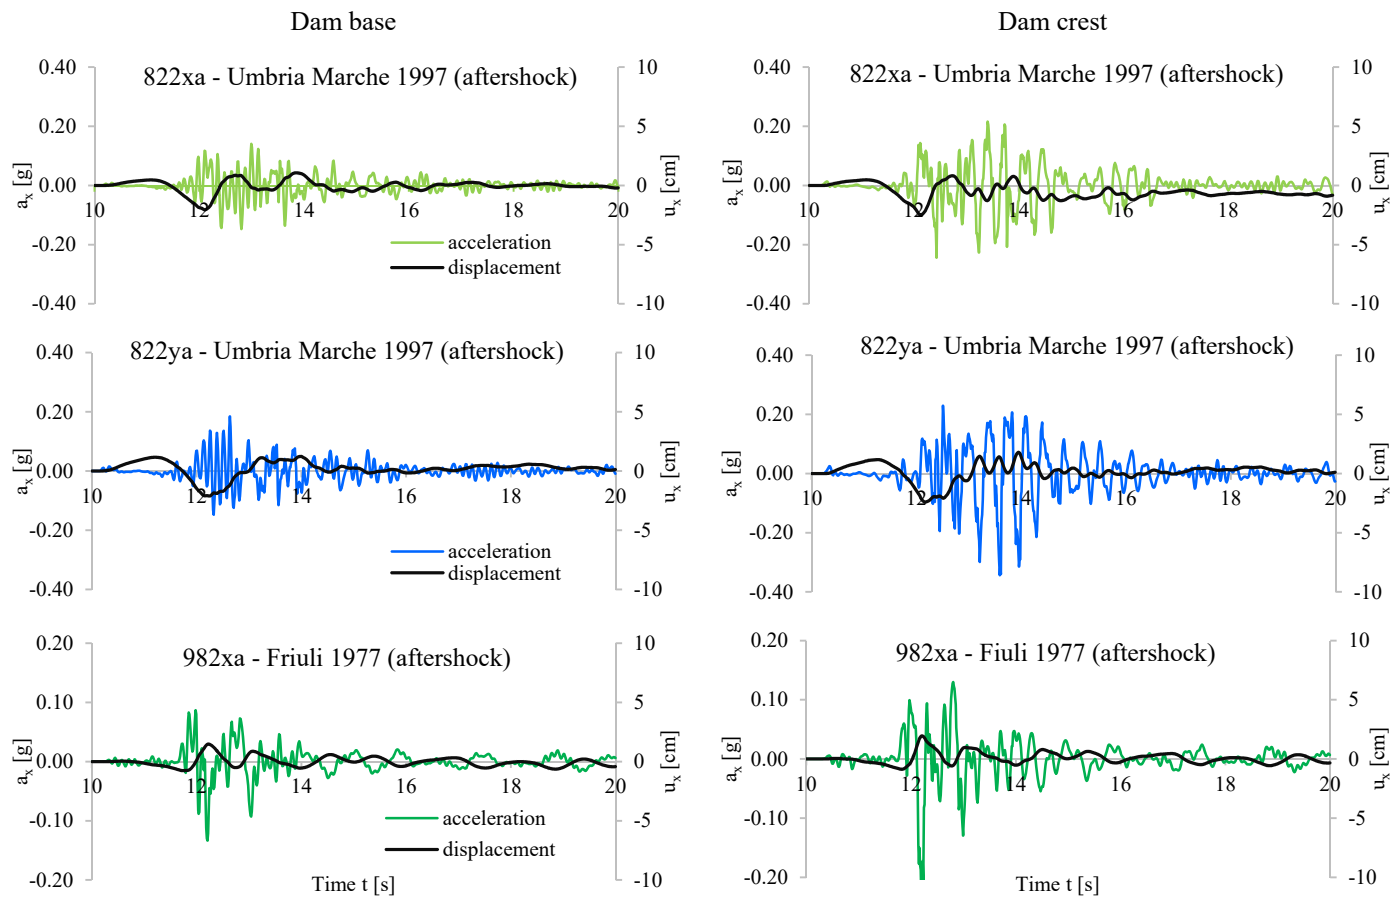 Dam base
Dam crest
822xa - Umbria Marche 1997 (aftershock)
0.40
0.20
0.00
-0.20
-0.40
a_x [g]
10
5
0
-5
-10
u_x [cm]
10 12 14 16 18 20
acceleration
displacement
822xa - Umbria Marche 1997 (aftershock)
0.40
0.20
0.00
-0.20
-0.40
a_x [g]
10
5
0
-5
-10
u_x [cm]
10 12 14 16 18 20
822ya - Umbria Marche 1997 (aftershock)
0.40
0.20
0.00
-0.20
-0.40
a_x [g]
10
5
0
-5
-10
u_x [cm]
10 12 14 16 18 20
acceleration
displacement
822ya - Umbria Marche 1997 (aftershock)
0.40
0.20
0.00
-0.20
-0.40
a_x [g]
10
5
0
-5
-10
u_x [cm]
10 12 14 16 18 20
982xa - Friuli 1977 (aftershock)
0.20
0.10
0.00
-0.10
-0.20
a_x [g]
10
5
0
-5
-10
u_x [cm]
10 12 14 16 18 20
acceleration
displacement
Time t [s]
982xa - Fiuli 1977 (aftershock)
0.20
0.10
0.00
-0.10
-0.20
a_x [g]
10
5
0
-5
-10
u_x [cm]
10 12 14 16 18 20
Time t [s]